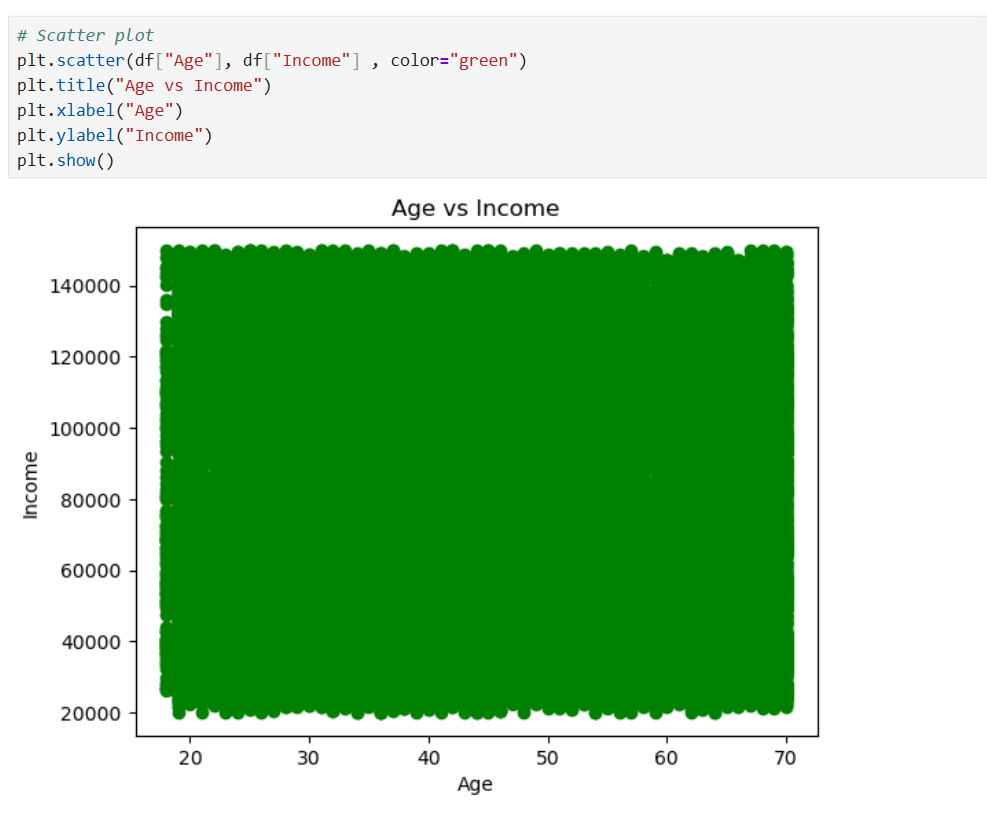 # Scatter plot
plt.scatter(df["Age"], df["Income"] , color="green")
plt.title("Age vs Income")
plt.xlabel("Age")
plt.ylabel("Income")
plt.show()
Age vs Income
140000
120000
100000
80000
60000
40000
20000
Income
20 30 40 50 60 70
Age